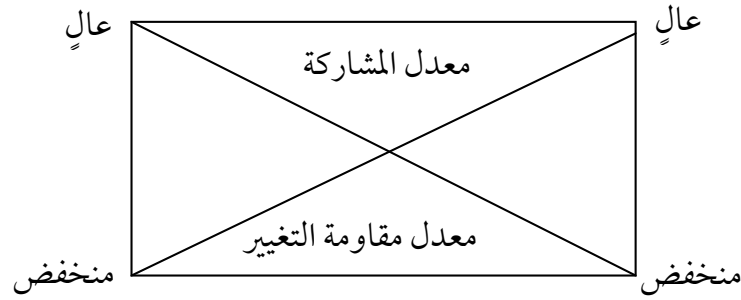 عالٍ
عالٍ
معدل المشاركة
معدل مقاومة التغيير
منخفض
منخفض